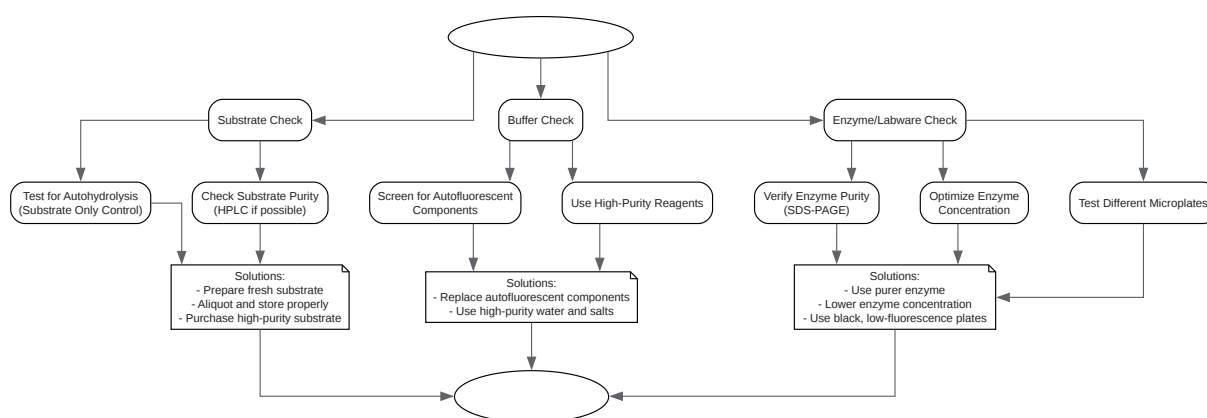 Substrate Check
Buffer Check
Enzyme/Labware Check
Test for Autohydrolysis
(Substrate Only Control)
Check Substrate Purity
(HPLC if possible)
Screen for Autofluorescent
Components
Use High-Purity Reagents
Verify Enzyme Purity
(SDS-PAGE)
Optimize Enzyme
Concentration
Test Different Microplates
Solutions:
- Prepare fresh substrate
- Aliquot and store properly
- Purchase high-purity substrate
Solutions:
- Replace autofluorescent components
- Use high-purity water and salts
Solutions:
- Use purer enzyme
- Lower enzyme concentration
- Use black, low-fluorescence plates